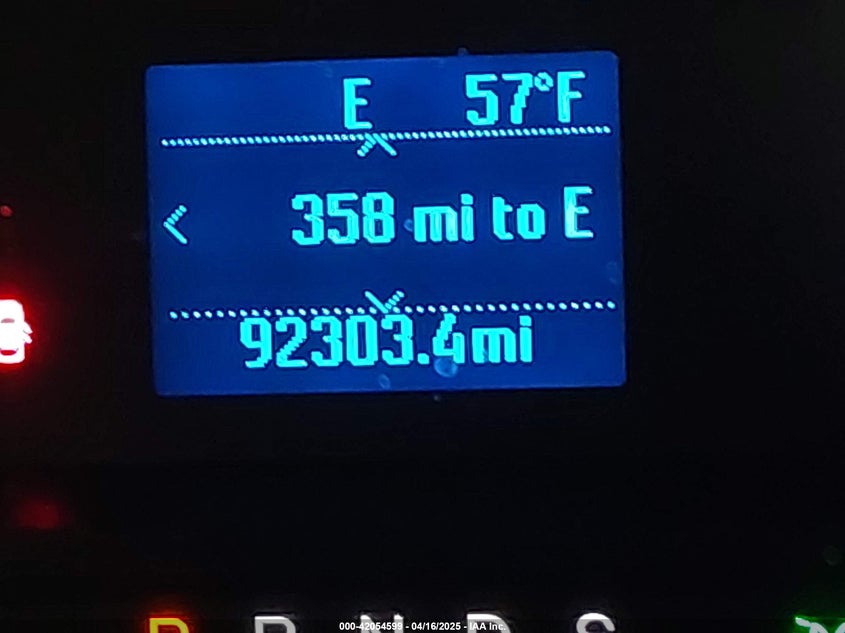 E 57°F
358 mi to E
92303.4mi
P R N D S
000-42054599 - 04/16/2025 - IAA Inc.